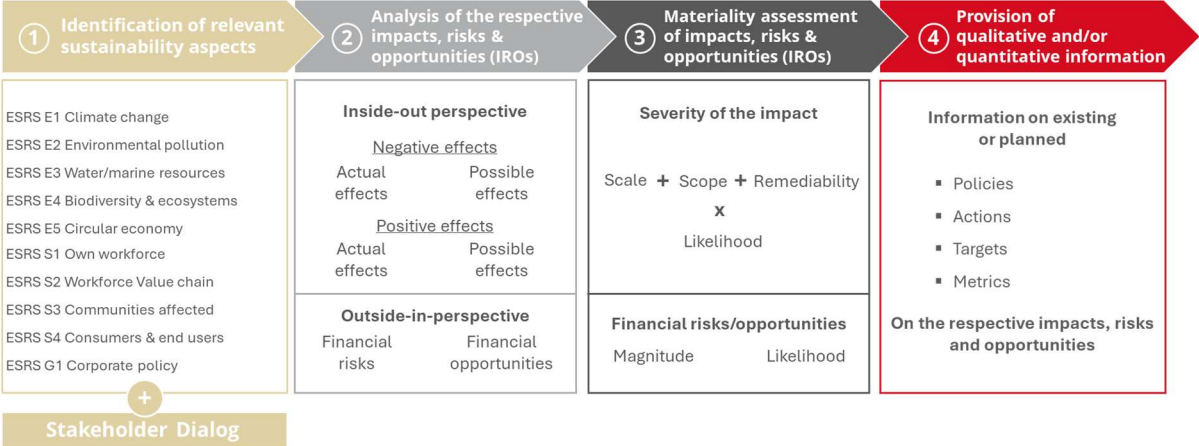 1 Identification of relevant
sustainability aspects
2 Analysis of the respective
impacts, risks &
opportunities (IROs)
3 Materiality assessment
of impacts, risks &
opportunities (IROs)
4 Provision of
qualitative and/or
quantitative information
ESRS E1 Climate change
ESRS E2 Environmental pollution
ESRS E3 Water/marine resources
ESRS E4 Biodiversity & ecosystems
ESRS E5 Circular economy
ESRS S1 Own workforce
ESRS S2 Workforce Value chain
ESRS S3 Communities affected
ESRS S4 Consumers & end users
ESRS G1 Corporate policy
+
Stakeholder Dialog
Inside-out perspective
Negative effects
Actual Possible
effects effects
Positive effects
Actual Possible
effects effects
Outside-in-perspective
Financial Financial
risks opportunities
Severity of the impact
Scale + Scope + Remediability
x
Likelihood
Financial risks/opportunities
Magnitude Likelihood
Information on existing
or planned
▪ Policies
▪ Actions
▪ Targets
▪ Metrics
On the respective impacts, risks
and opportunities